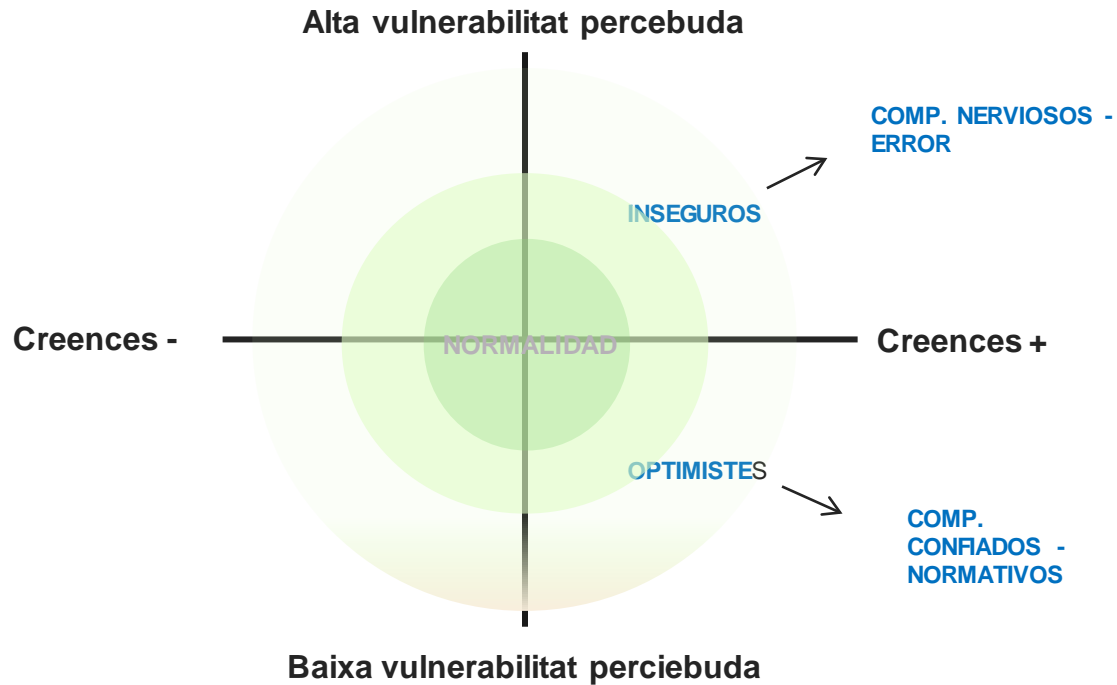 Alta vulnerabilitat percebuda
COMP. NERVIOSOS -
ERROR
INSEGUROS
Creences -
NORMALIDAD
Creences +
OPTIMISTES
COMP.
CONFIADOS -
NORMATIVOS
Baixa vulnerabilitat perciebuda